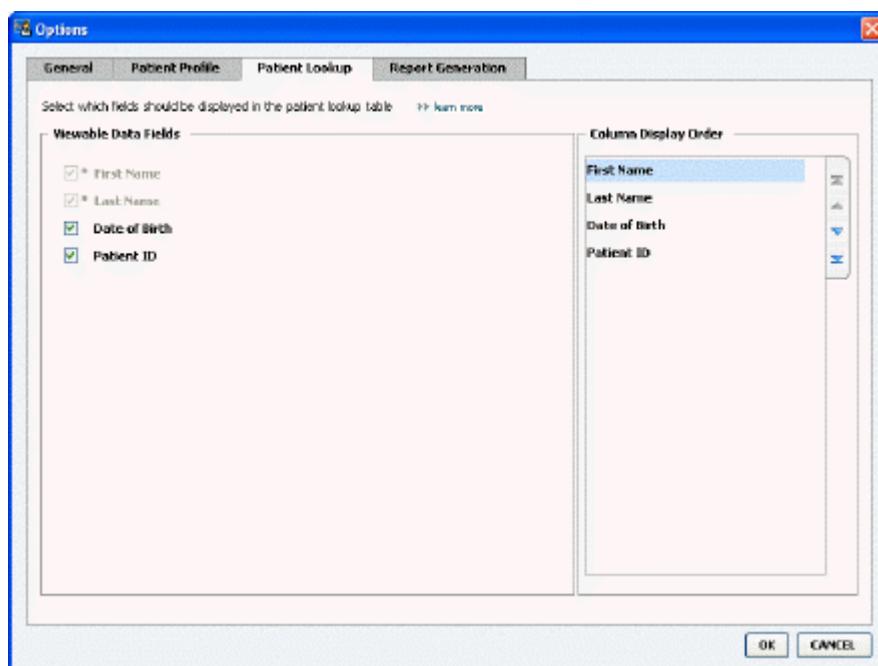 Options
General Patient Profile Patient Lookup Report Generation
Select which fields should be displayed in the patient lookup table >> learn more
Viewable Data Fields
Column Display Order
* First Name
* Last Name
Date of Birth
Patient ID
First Name
Last Name
Date of Birth
Patient ID
OK CANCEL